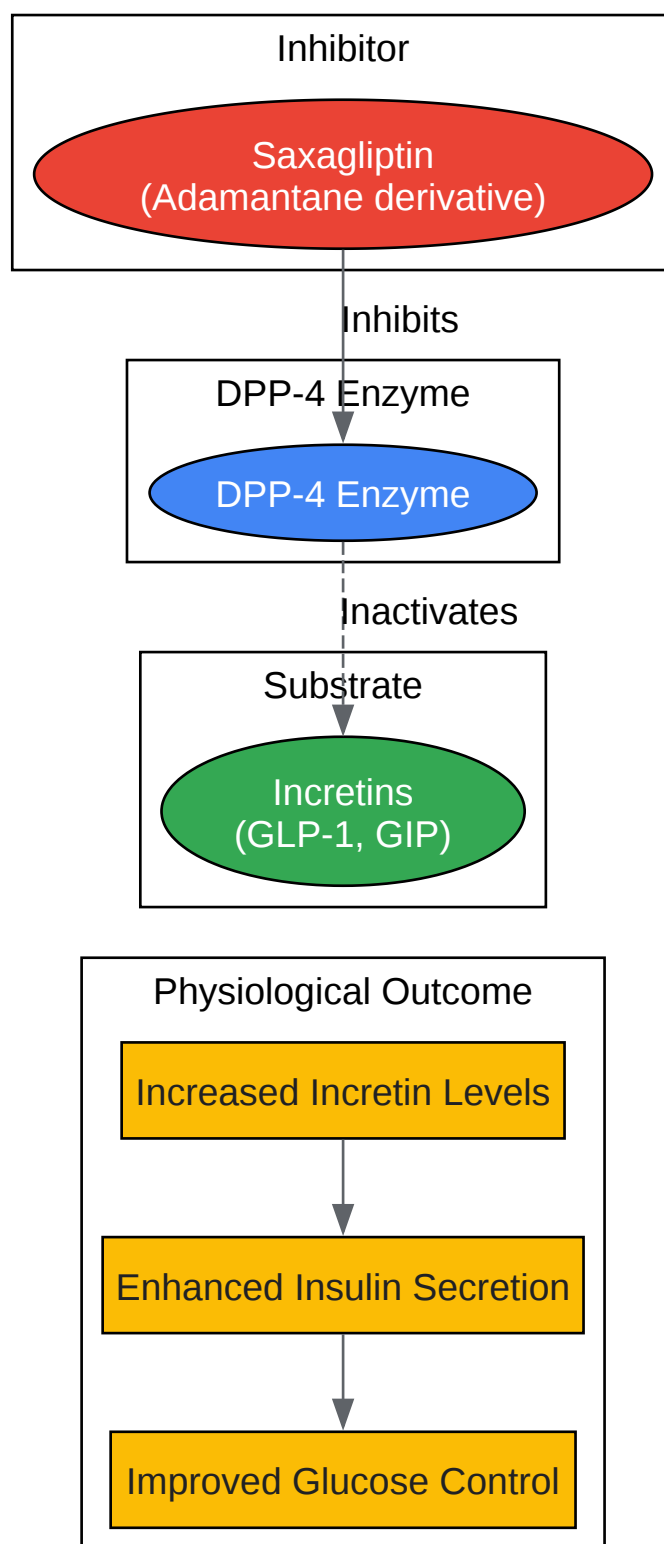 Inhibitor
Saxagliptin
(Adamantane derivative)
Inhibits
DPP-4 Enzyme
DPP-4 Enzyme
Inactivates
Substrate
Incretins
(GLP-1, GIP)
Physiological Outcome
Increased Incretin Levels
Enhanced Insulin Secretion
Improved Glucose Control